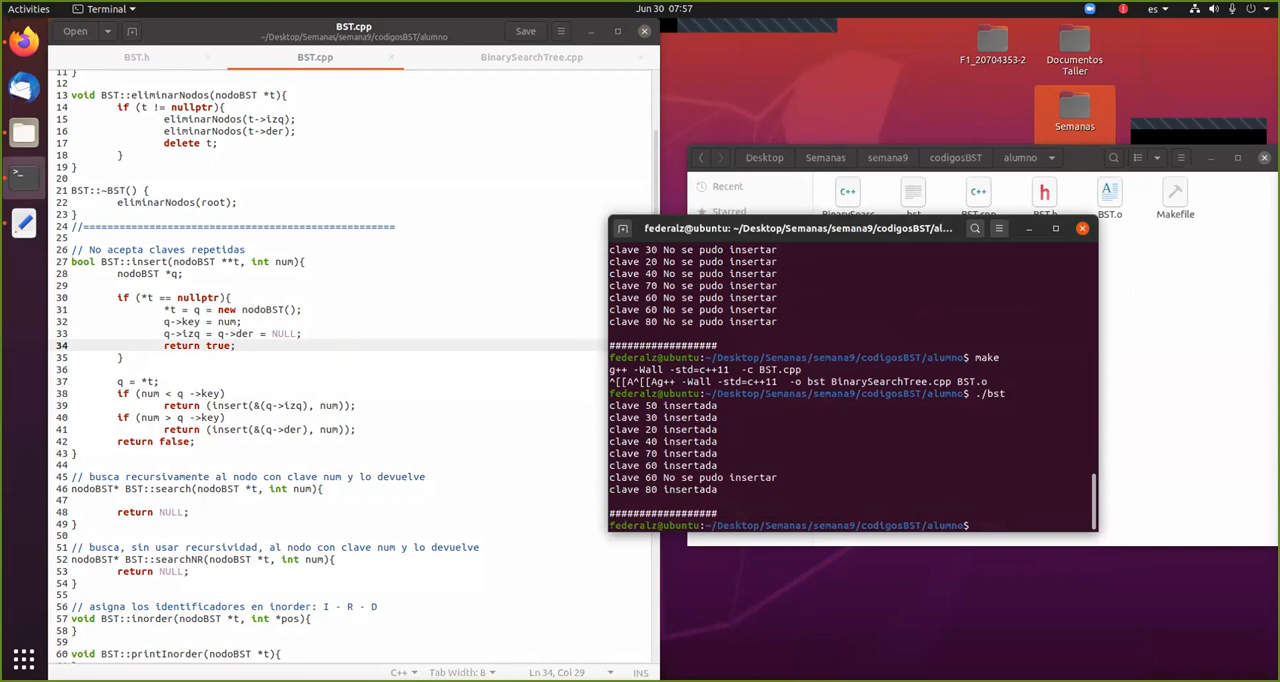 Activities
Terminal
Jun 30 07:57
es
Open
BST.cpp
~/Desktop/Semanas/semana9/codigosBST/alumno
Save
BST.h
BST.cpp
BinarySearchTree.cpp
11 }
12
13 void BST::eliminarNodos(nodoBST *t){
14 if (t != nullptr){
15 eliminarNodos(t->izq);
16 eliminarNodos(t->der);
17 delete t;
18 }
19 }
20
21 BST::~BST() {
22 eliminarNodos(root);
23 }
24 //====================================================
25
26 // No acepta claves repetidas
27 bool BST::insert(nodoBST **t, int num){
28 nodoBST *q;
29
30 if (*t == nullptr){
31 *t = q = new nodoBST();
32 q->key = num;
33 q->izq = q->der = NULL;
34 return true;
35 }
36
37 q = *t;
38 if (num < q ->key)
39 return (insert(&(q->izq), num));
40 if (num > q ->key)
41 return (insert(&(q->der), num));
42 return false;
43 }
44
45 // busca recursivamente al nodo con clave num y lo devuelve
46 nodoBST* BST::search(nodoBST *t, int num){
47
48 return NULL;
49 }
50
51 // busca, sin usar recursividad, al nodo con clave num y lo devuelve
52 nodoBST* BST::searchNR(nodoBST *t, int num){
53 return NULL;
54 }
55
56 // asigna los identificadores en inorder: I - R - D
57 void BST::inorder(nodoBST *t, int *pos){
58 }
59
60 void BST::printInorder(nodoBST *t){
C++
Tab Width: 8
Ln 34, Col 29
INS
F1_20704353-2
Documentos
Taller
Semanas
Desktop
Semanas
semana9
codigosBST
alumno
Recent
Starred
C++
C++
h
A
BinarySearc
bst
BST.cpp
BST.h
BST.o
Makefile
federalz@ubuntu: ~/Desktop/Semanas/semana9/codigosBST/al...
clave 30 No se pudo insertar
clave 20 No se pudo insertar
clave 40 No se pudo insertar
clave 70 No se pudo insertar
clave 60 No se pudo insertar
clave 60 No se pudo insertar
clave 80 No se pudo insertar
##################
federalz@ubuntu:~/Desktop/Semanas/semana9/codigosBST/alumno$ make
g++ -Wall -std=c++11 -c BST.cpp
^[[A^[[Ag++ -Wall -std=c++11 -o bst BinarySearchTree.cpp BST.o
federalz@ubuntu:~/Desktop/Semanas/semana9/codigosBST/alumno$ ./bst
clave 50 insertada
clave 30 insertada
clave 20 insertada
clave 40 insertada
clave 70 insertada
clave 60 insertada
clave 60 No se pudo insertar
clave 80 insertada
##################
federalz@ubuntu:~/Desktop/Semanas/semana9/codigosBST/alumno$